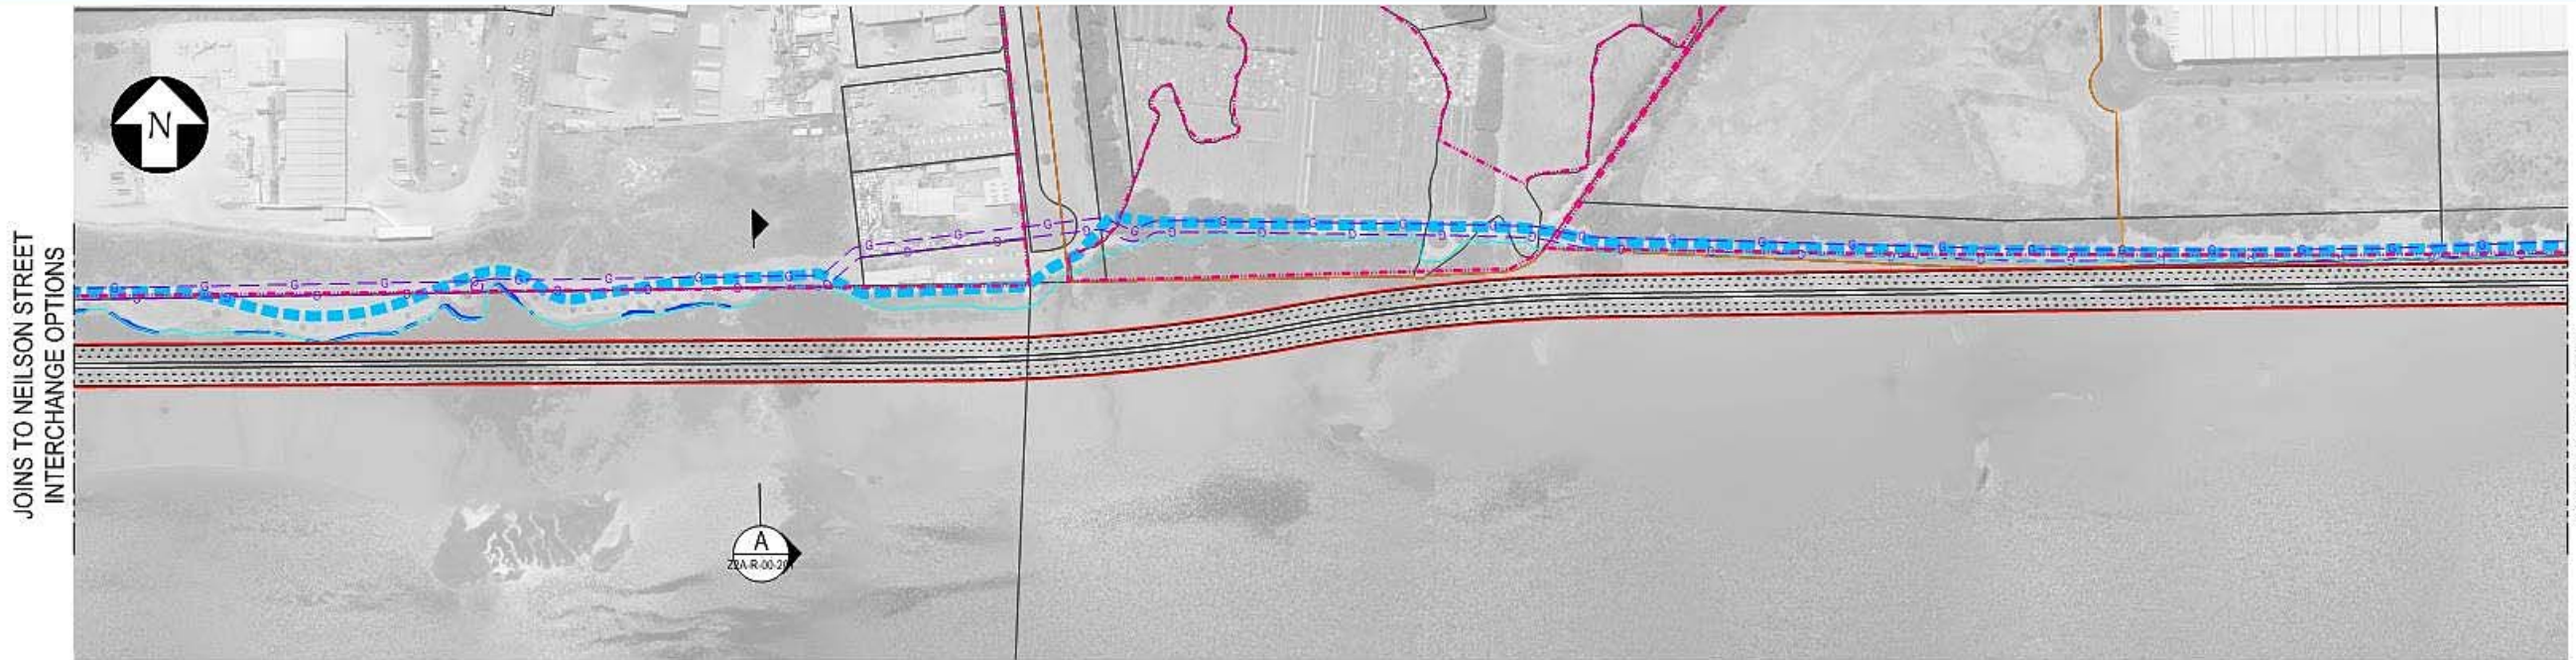 JOINS TO NEILSON STREET
INTERCHANGE OPTIONS
N
A